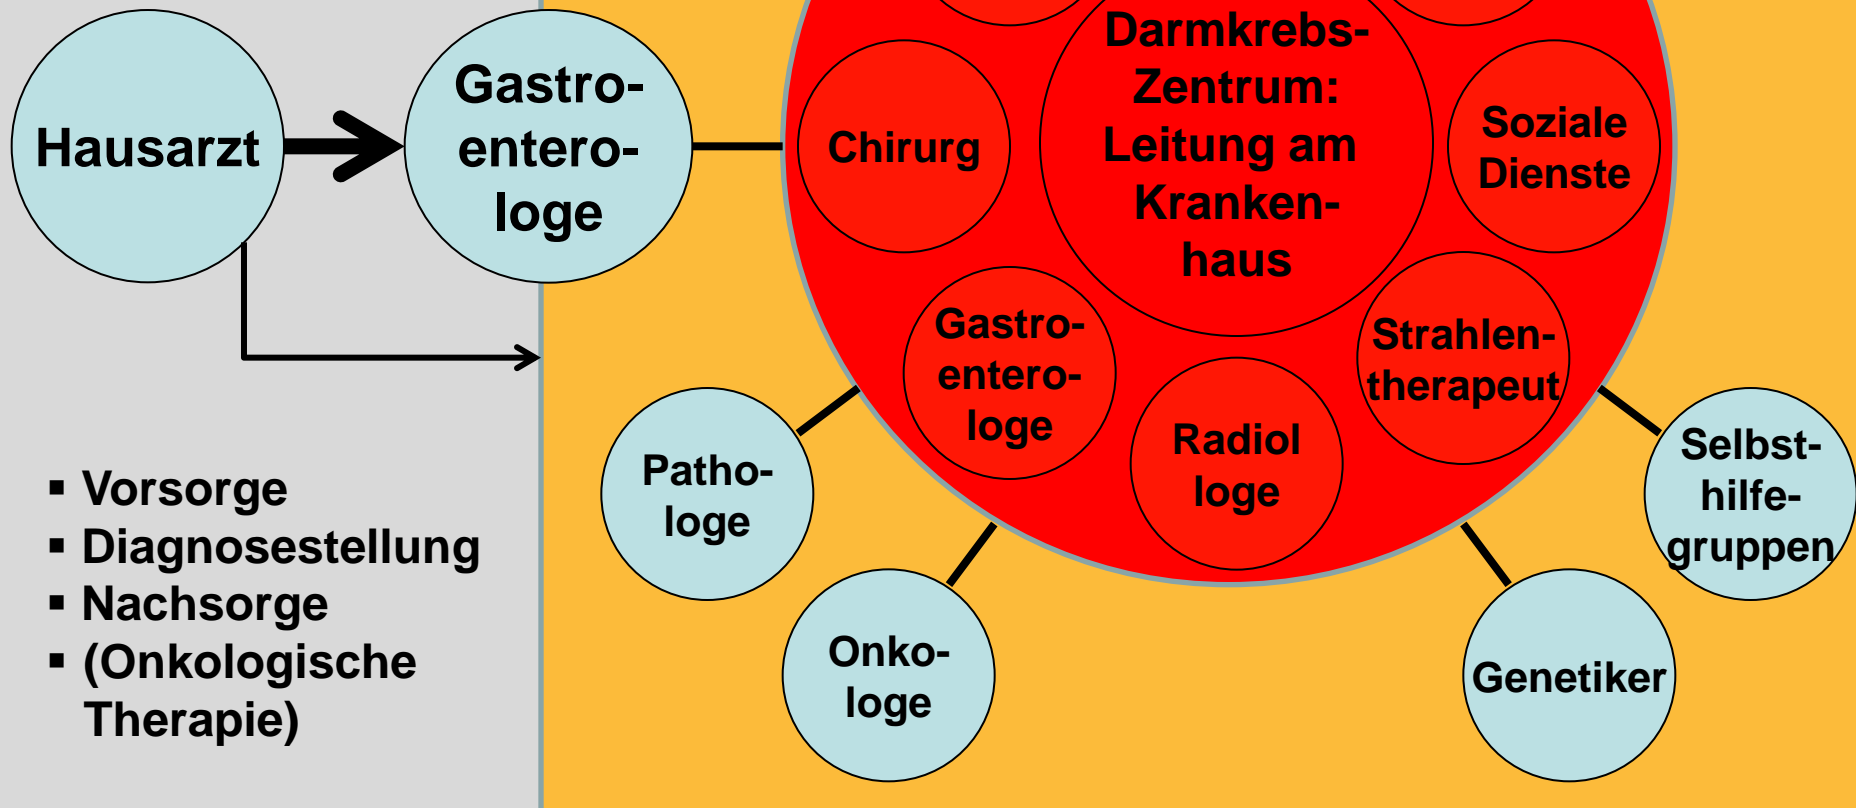 Hausarzt
Gastro-
entero-
loge
Chirurg
Darmkrebs-
Zentrum:
Leitung am
Kranken-
haus
Soziale
Dienste
Gastro-
entero-
loge
Radiol
loge
Strahlen-
therapeut
Patho-
loge
Onko-
loge
Genetiker
Selbst-
hilfe-
gruppen
▪ Vorsorge
▪ Diagnosestellung
▪ Nachsorge
▪ (Onkologische
Therapie)